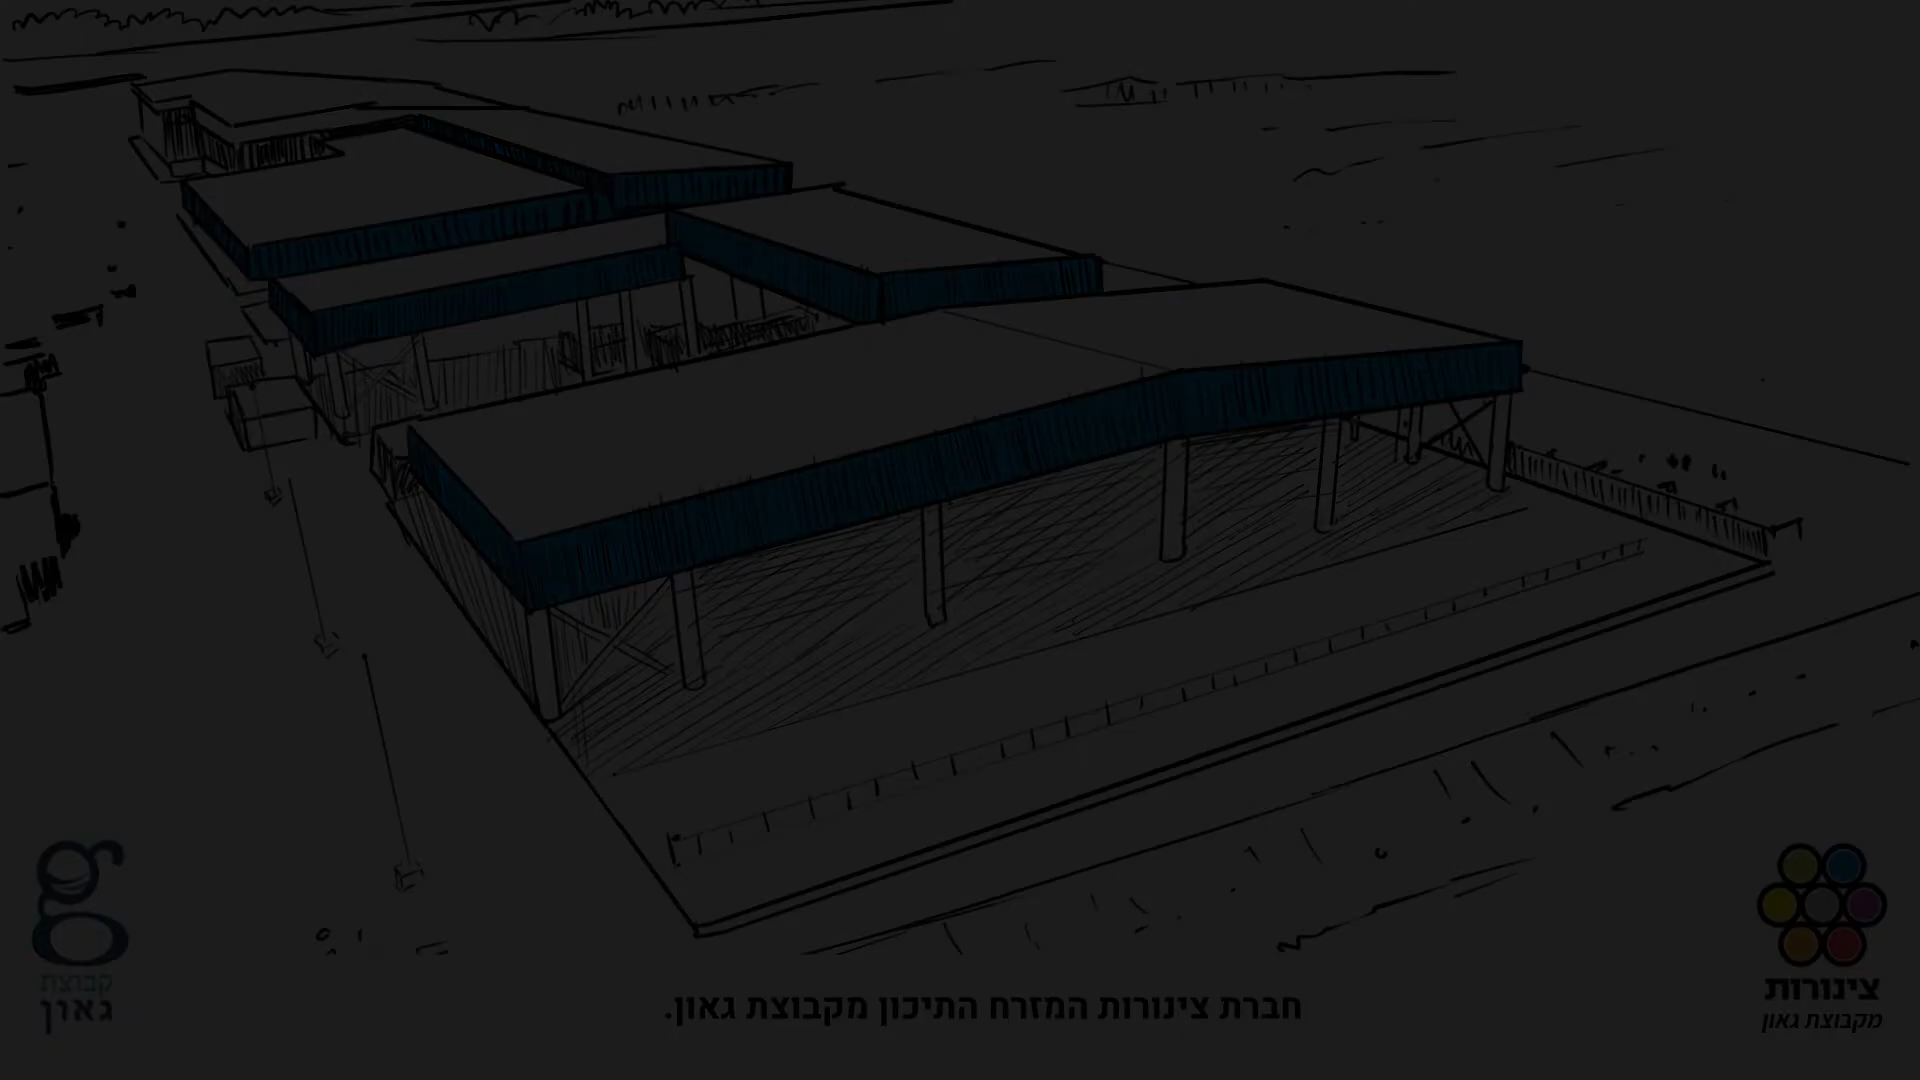 חברת צינורות המזרח התיכון מקבוצת גאון.
קבוצת
גאון
צינורות
מקבוצת גאון